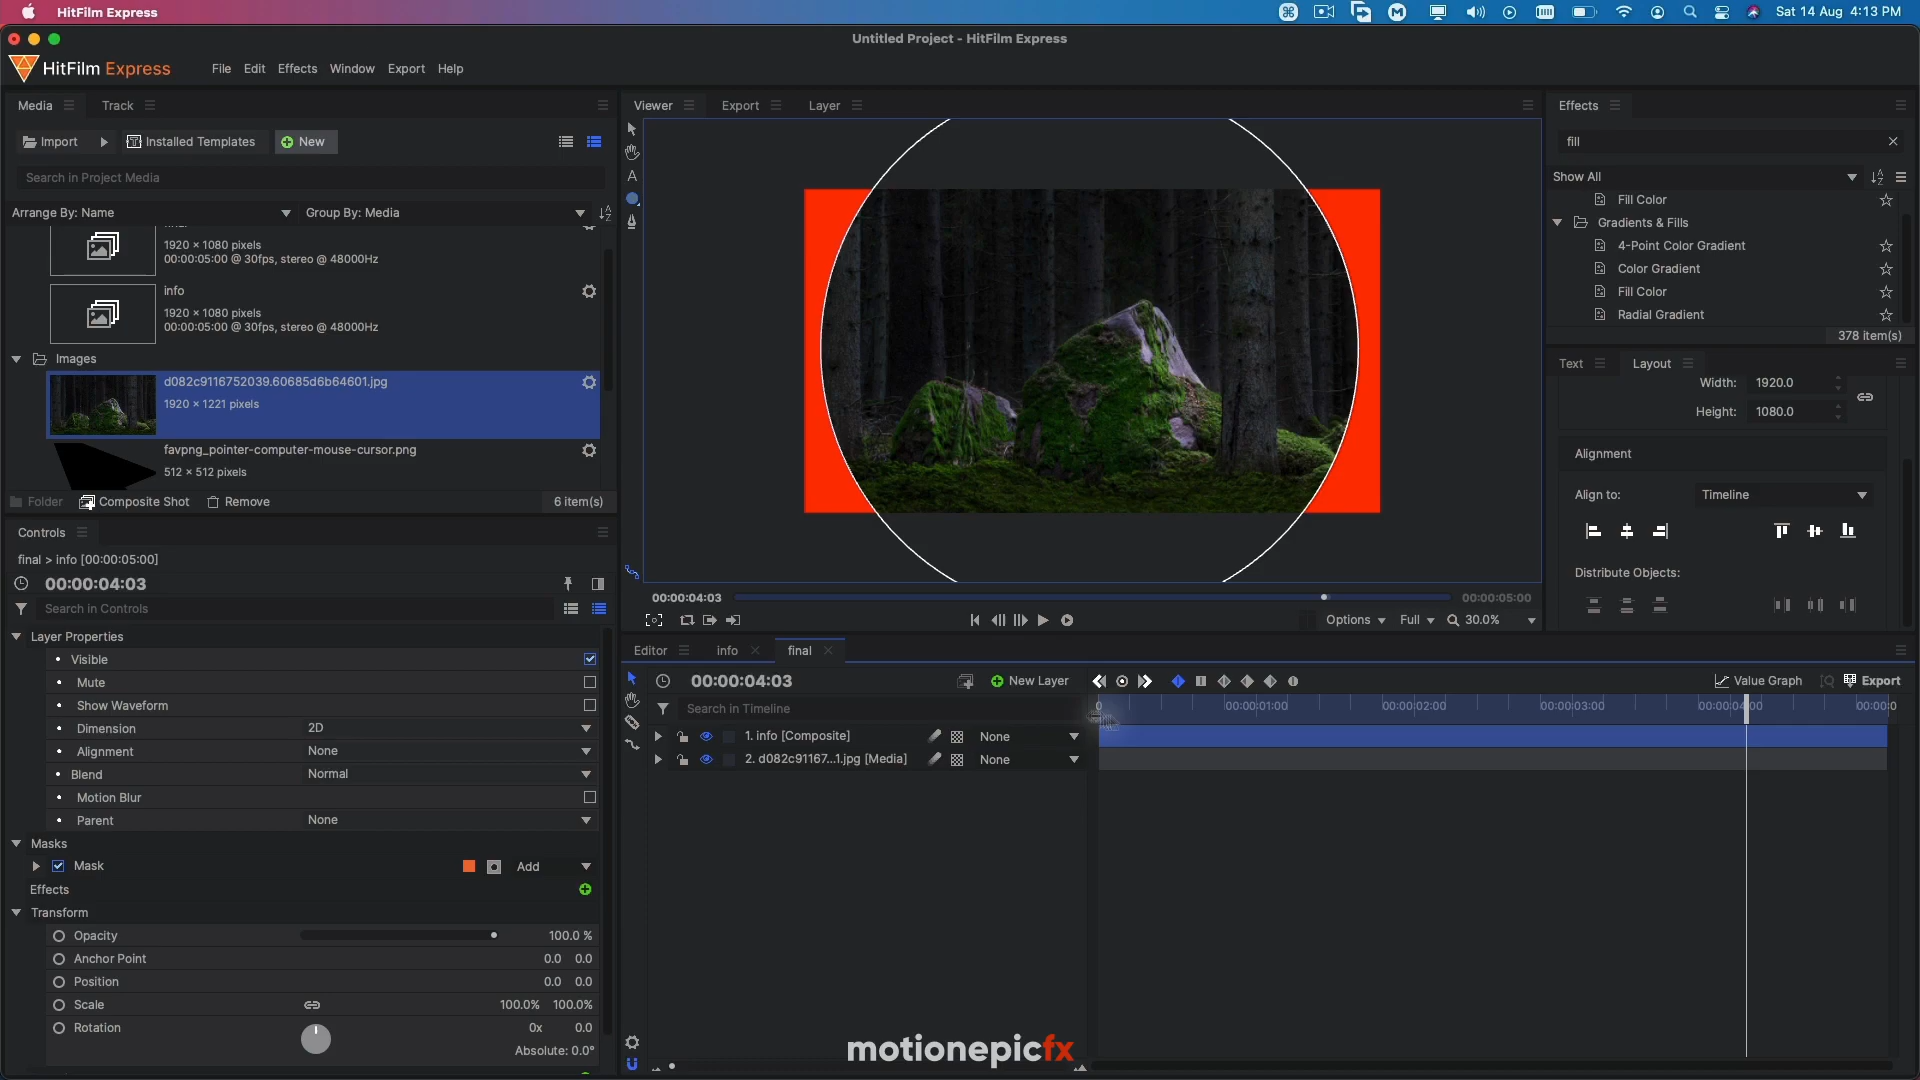 HitFilm Express
Sat 14 Aug 4:13 PM
Untitled Project - HitFilm Express
HitFilm Express
File Edit Effects Window Export Help
Media
Track
Import
Installed Templates
New
Search in Project Media
Arrange By: Name
Group By: Media
1920 × 1080 pixels
00:00:05:00 @ 30fps, stereo @ 48000Hz
info
1920 × 1080 pixels
00:00:05:00 @ 30fps, stereo @ 48000Hz
Images
d082c9116752039.60685d6b64601.jpg
1920 × 1221 pixels
favpng_pointer-computer-mouse-cursor.png
512 × 512 pixels
Folder
Composite Shot
Remove
6 item(s)
Controls
final > info [00:00:05:00]
00:00:04:03
Search in Controls
Layer Properties
Visible
Mute
Show Waveform
Dimension 2D
Alignment None
Blend Normal
Motion Blur
Parent None
Masks
Mask Add
Effects
Transform
Opacity 100.0 %
Anchor Point 0.0 0.0
Position 0.0 0.0
Scale 100.0% 100.0%
Rotation 0x 0.0
Absolute: 0.0°
Viewer
Export
Layer
00:00:04:03
00:00:05:00
Options
Full
30.0%
Effects
fill
Show All
Fill Color
Gradients & Fills
4-Point Color Gradient
Color Gradient
Fill Color
Radial Gradient
378 item(s)
Text
Layout
Width: 1920.0
Height: 1080.0
Alignment
Align to: Timeline
Distribute Objects:
Editor
info
final
00:00:04:03
New Layer
Value Graph
Export
Search in Timeline
0 00:00:01:00 00:00:02:00 00:00:03:00
1. info [Composite] None
2. d082c91167...1.jpg [Media] None
motionepicfx